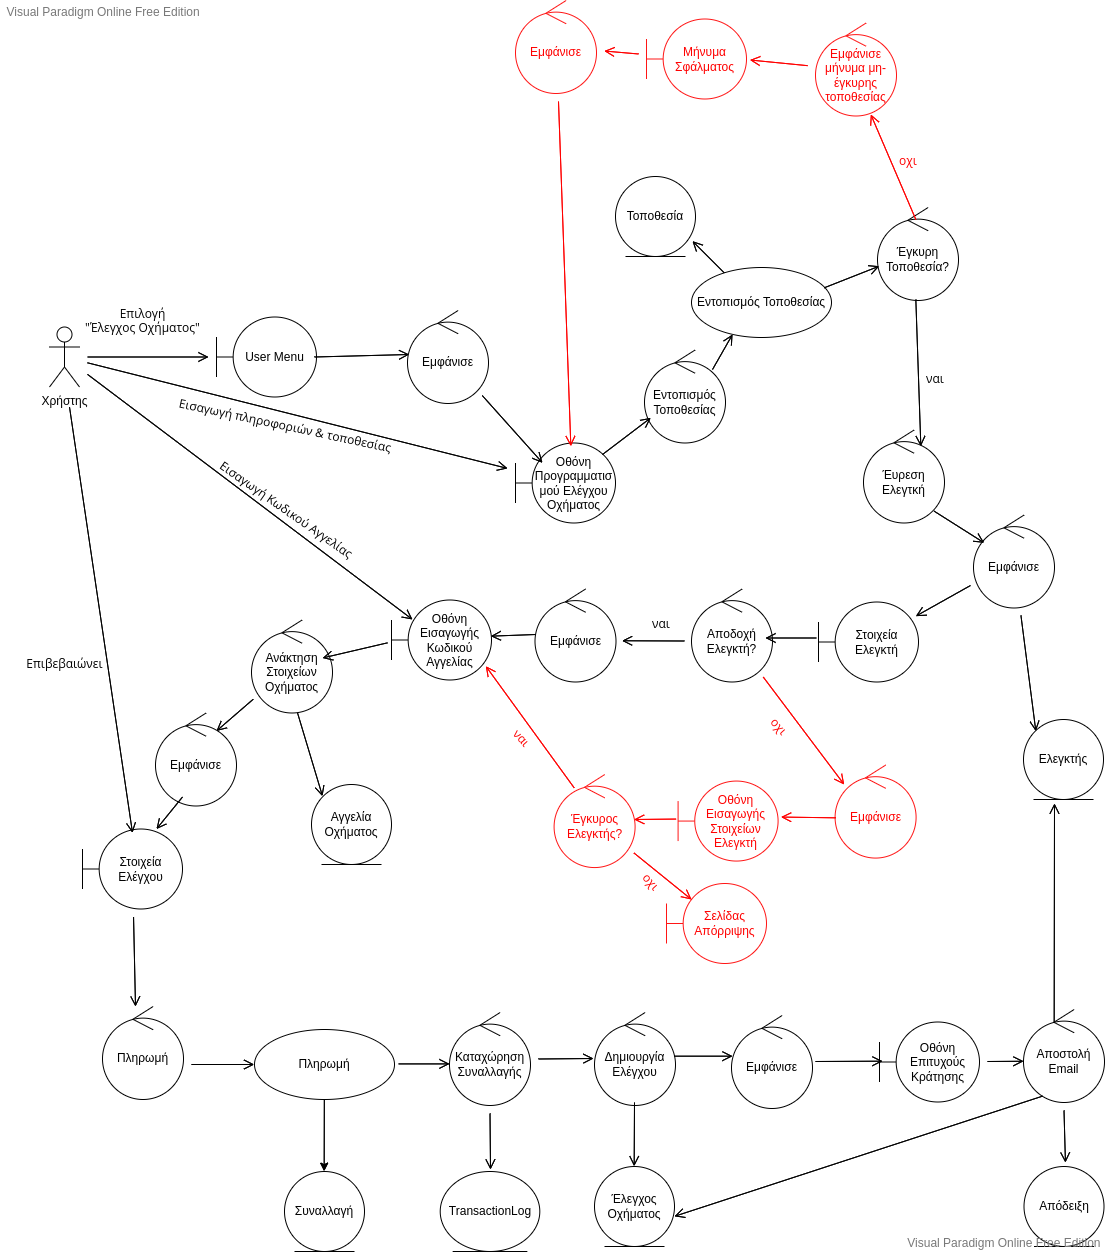 Visual Paradigm Online Free Edition
Εμφάνισε
Μήνυμα
Σφάλματος
Εμφάνισε
μήνυμα μη-
έγκυρης
τοποθεσίας
οχι
Τοποθεσία
Έγκυρη
Τοποθεσία?
Εντοπισμός Τοποθεσίας
Επιλογή
"Έλεγχος Οχήματος"
User Menu
Εμφάνισε
Χρήστης
Εντοπισμός
Τοποθεσίας
ναι
Εισαγωγή πληροφοριών & τοποθεσίας
Οθόνη
Προγραμματισ
μού Ελέγχου
Οχήματος
Έυρεση
Ελεγτκή
Εισαγωγή Κωδικού Αγγελίας
Εμφάνισε
Οθόνη
Εισαγωγής
Κωδικού
Αγγελίας
Εμφάνισε
ναι
Αποδοχή
Ελεγκτή?
Στοιχεία
Ελεγκτή
Επιβεβαιώνει
Ανάκτηση
Στοιχείων
Οχήματος
ναι
οχι
Εμφάνισε
Ελεγκτής
Αγγελία
Οχήματος
Έγκυρος
Ελεγκτής?
Οθόνη
Εισαγωγής
Στοιχείων
Ελεγκτή
Εμφάνισε
Στοιχεία
Ελέγχου
οχι
Σελίδας
Απόρριψης
Πληρωμή
Πληρωμή
Καταχώρηση
Συναλλαγής
Δημιουργία
Ελέγχου
Εμφάνισε
Οθόνη
Επιτυχούς
Κράτησης
Αποστολή
Email
Συναλλαγή
TransactionLog
Έλεγχος
Οχήματος
Απόδειξη
Visual Paradigm Online Free Edition